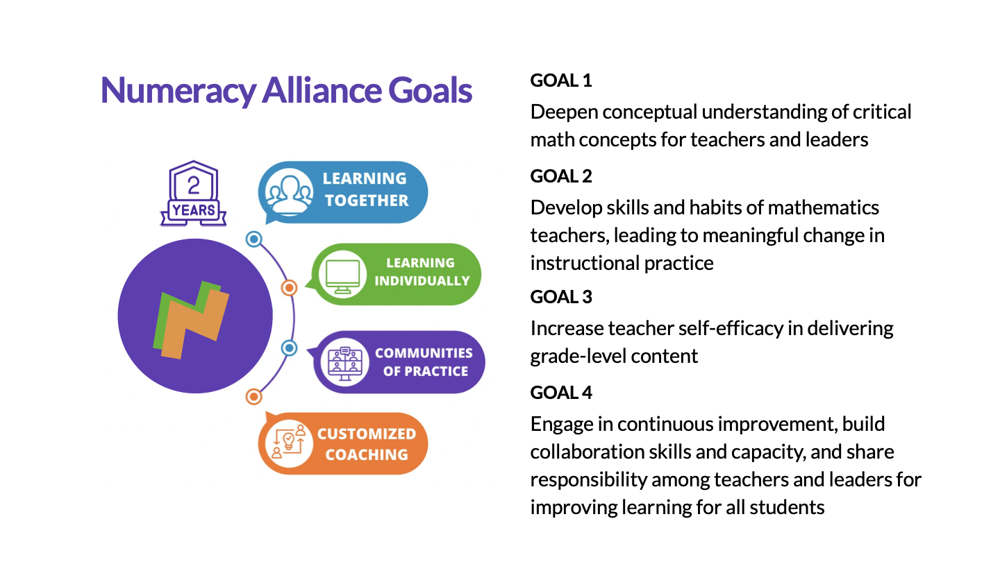 Numeracy Alliance Goals
2
YEARS
LEARNING
TOGETHER
LEARNING
INDIVIDUALLY
COMMUNITIES
OF PRACTICE
CUSTOMIZED
COACHING
GOAL 1
Deepen conceptual understanding of critical
math concepts for teachers and leaders
GOAL 2
Develop skills and habits of mathematics
teachers, leading to meaningful change in
instructional practice
GOAL 3
Increase teacher self-efficacy in delivering
grade-level content
GOAL 4
Engage in continuous improvement, build
collaboration skills and capacity, and share
responsibility among teachers and leaders for
improving learning for all students